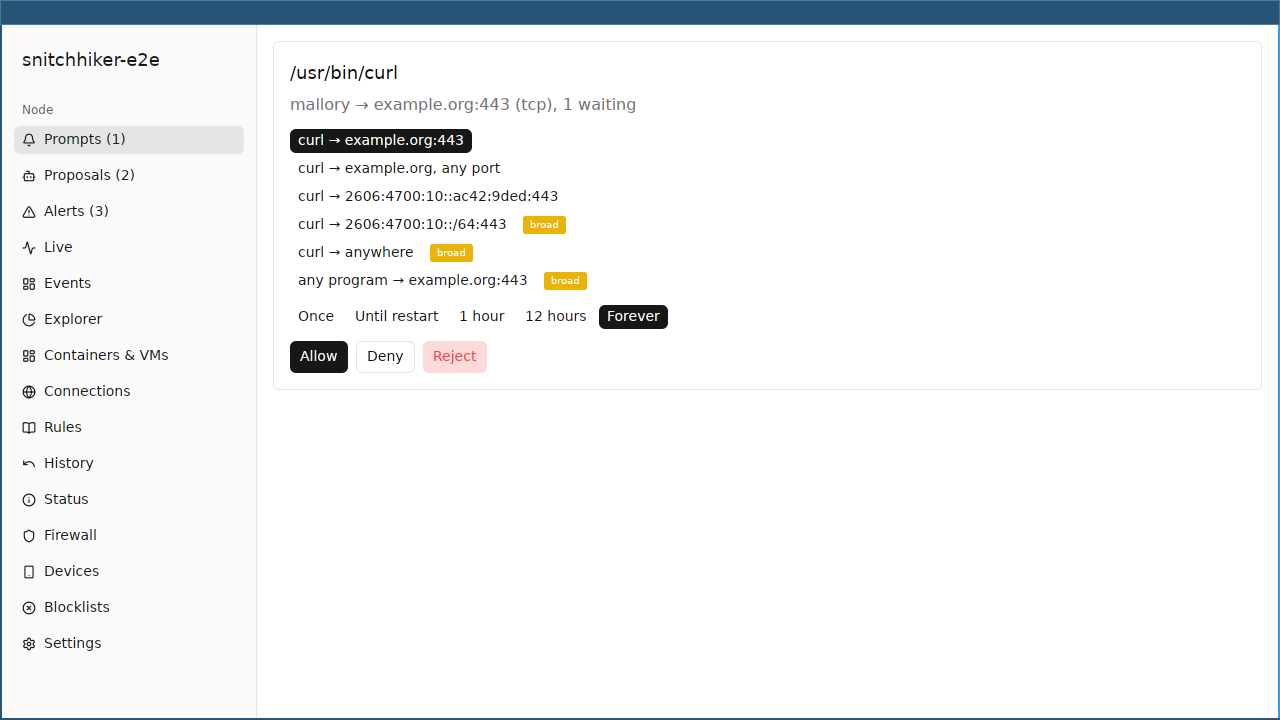 snitchhiker-e2e
Node
Prompts (1)
Proposals (2)
Alerts (3)
Live
Events
Explorer
Containers & VMs
Connections
Rules
History
Status
Firewall
Devices
Blocklists
Settings
/usr/bin/curl
mallory → example.org:443 (tcp), 1 waiting
curl → example.org:443
curl → example.org, any port
curl → 2606:4700:10::ac42:9ded:443
curl → 2606:4700:10::/64:443 broad
curl → anywhere broad
any program → example.org:443 broad
Once Until restart 1 hour 12 hours Forever
Allow Deny Reject